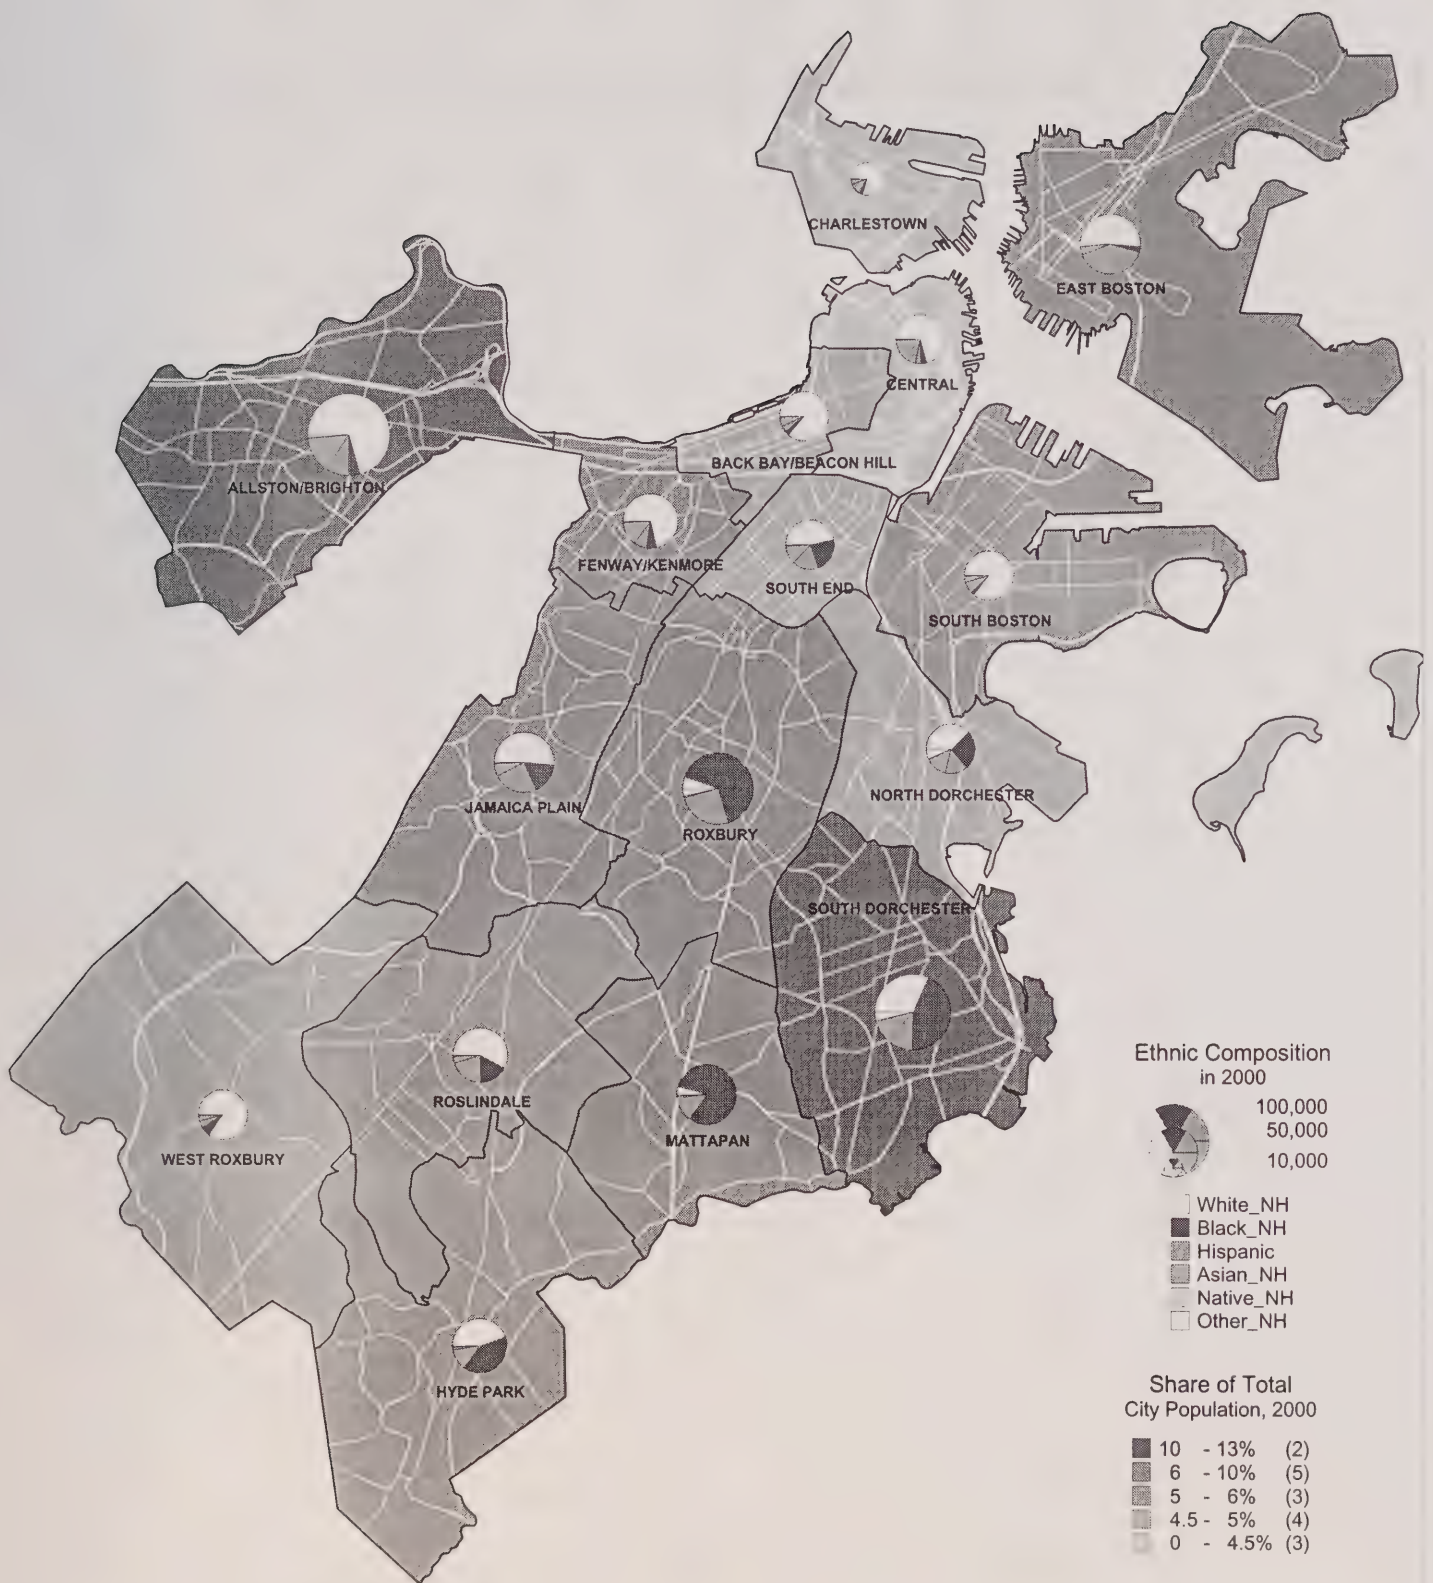 CHARLESTOWN
EAST BOSTON
CENTRAL
BACK BAY/BEACON HILL
ALLSTON/BRIGHTON
FENWAY/KENMORE
SOUTH END
SOUTH BOSTON
JAMAICA PLAIN
ROXBURY
NORTH DORCHESTER
SOUTH DORCHESTER
ROSLINDALE
MATTAPAN
WEST ROXBURY
HYDE PARK
Ethnic Composition
in 2000
100,000
50,000
10,000
White_NH
Black_NH
Hispanic
Asian_NH
Native_NH
Other_NH
Share of Total
City Population, 2000
10 - 13% (2)
6 - 10% (5)
5 - 6% (3)
4.5 - 5% (4)
0 - 4.5% (3)